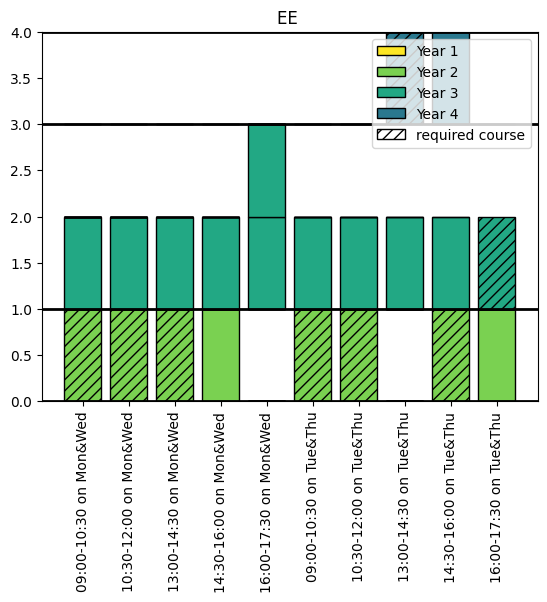 EE
4.0
3.5
3.0
2.5
2.0
1.5
1.0
0.5
0.0
Year 1
Year 2
Year 3
Year 4
required course
09:00-10:30 on Mon&Wed
10:30-12:00 on Mon&Wed
13:00-14:30 on Mon&Wed
14:30-16:00 on Mon&Wed
16:00-17:30 on Mon&Wed
09:00-10:30 on Tue&Thu
10:30-12:00 on Tue&Thu
13:00-14:30 on Tue&Thu
14:30-16:00 on Tue&Thu
16:00-17:30 on Tue&Thu